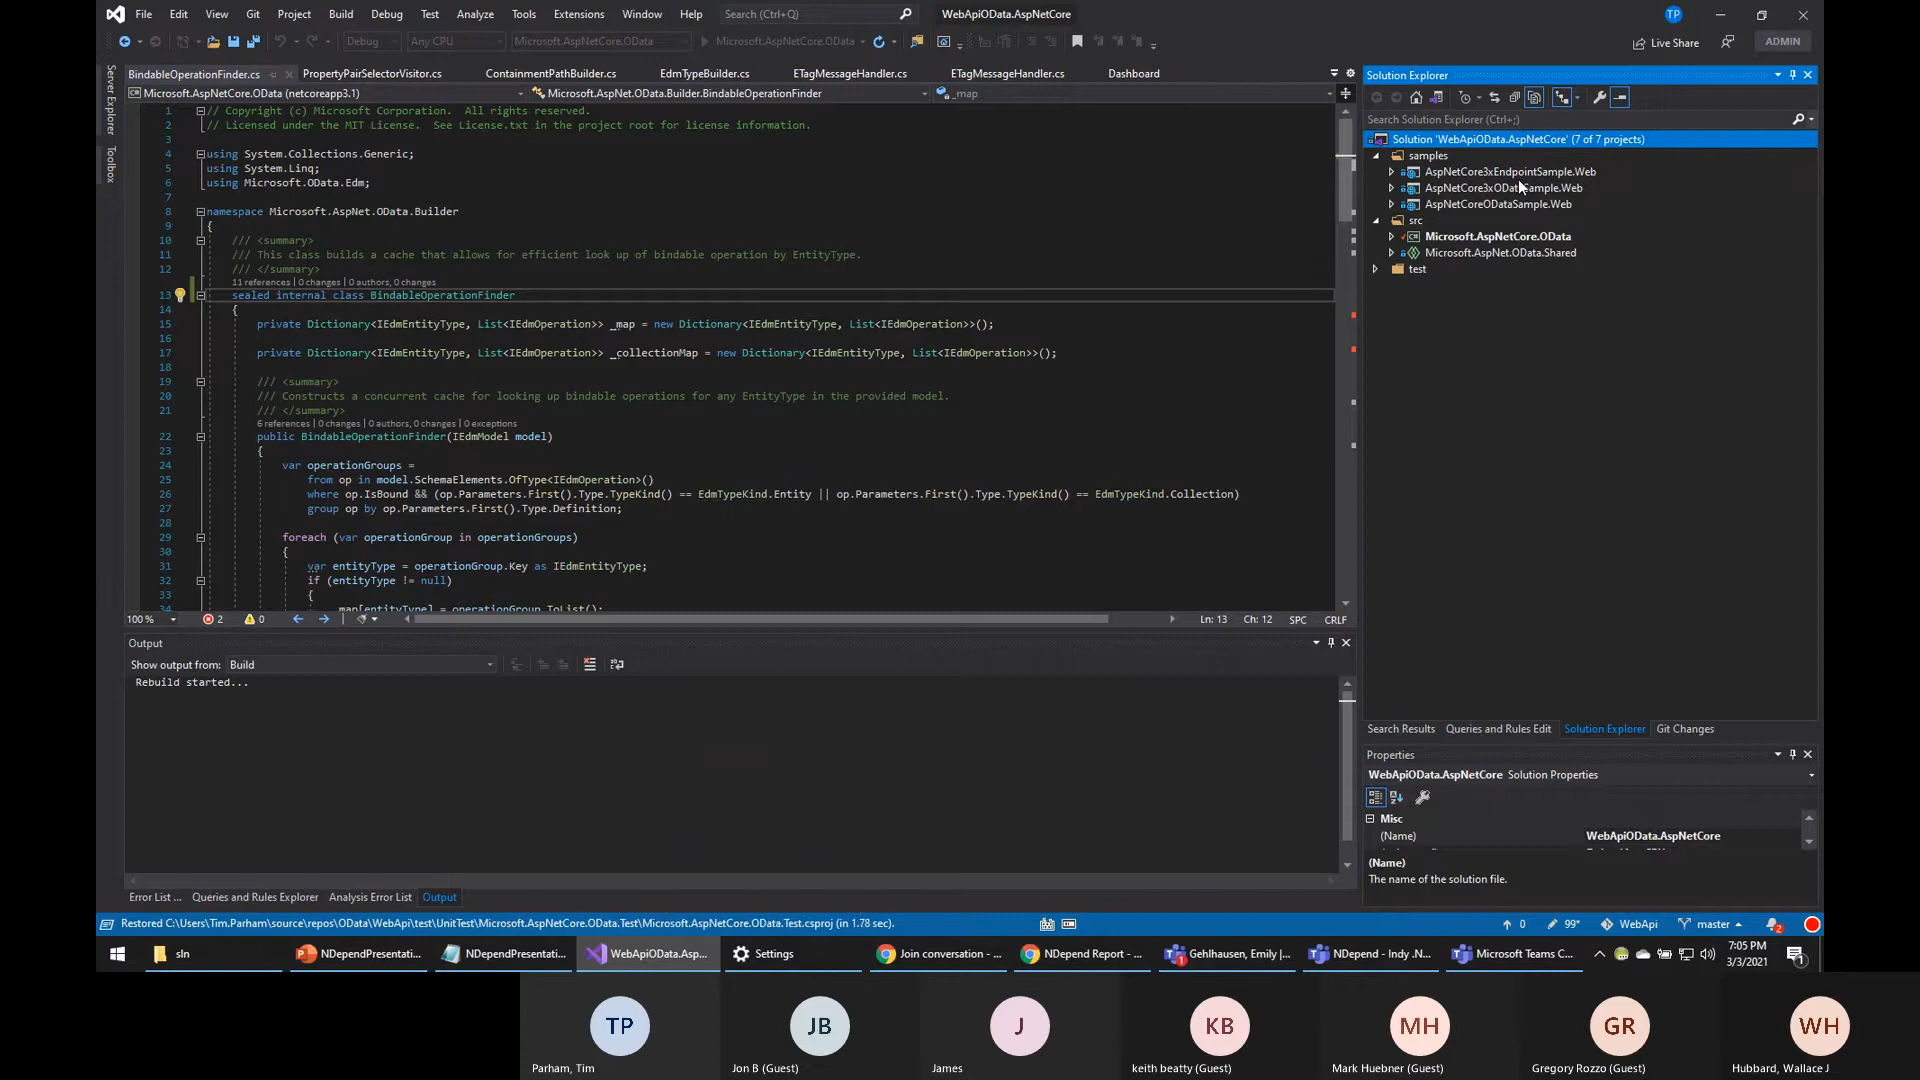 File Edit View Git Project Build Debug Test Analyze Tools Extensions Window Help Search (Ctrl+Q) WebApiOData.AspNetCore TP
Debug Any CPU Microsoft.AspNetCore.OData Microsoft.AspNetCore.OData Live Share ADMIN
Server Explorer
Toolbox
BindableOperationFinder.cs PropertyPairSelectorVisitor.cs ContainmentPathBuilder.cs EdmTypeBuilder.cs ETagMessageHandler.cs ETagMessageHandler.cs Dashboard
Microsoft.AspNetCore.OData (netcoreapp3.1) Microsoft.AspNet.OData.Builder.BindableOperationFinder _map
1 // Copyright (c) Microsoft Corporation. All rights reserved.
2 // Licensed under the MIT License. See License.txt in the project root for license information.
3
4 using System.Collections.Generic;
5 using System.Linq;
6 using Microsoft.OData.Edm;
7
8 namespace Microsoft.AspNet.OData.Builder
9 {
10 /// <summary>
11 /// This class builds a cache that allows for efficient look up of bindable operation by EntityType.
12 /// </summary>
11 references | 0 changes | 0 authors, 0 changes
13 sealed internal class BindableOperationFinder
14 {
15 private Dictionary<IEdmEntityType, List<IEdmOperation>> _map = new Dictionary<IEdmEntityType, List<IEdmOperation>>();
16
17 private Dictionary<IEdmEntityType, List<IEdmOperation>> _collectionMap = new Dictionary<IEdmEntityType, List<IEdmOperation>>();
18
19 /// <summary>
20 /// Constructs a concurrent cache for looking up bindable operations for any EntityType in the provided model.
21 /// </summary>
6 references | 0 changes | 0 authors, 0 changes | 0 exceptions
22 public BindableOperationFinder(IEdmModel model)
23 {
24 var operationGroups =
25 from op in model.SchemaElements.OfType<IEdmOperation>()
26 where op.IsBound && (op.Parameters.First().Type.TypeKind() == EdmTypeKind.Entity || op.Parameters.First().Type.TypeKind() == EdmTypeKind.Collection)
27 group op by op.Parameters.First().Type.Definition;
28
29 foreach (var operationGroup in operationGroups)
30 {
31 var entityType = operationGroup.Key as IEdmEntityType;
32 if (entityType != null)
33 {
34 _map[entityType] = operationGroup.ToList();
100 % 2 0 Ln: 13 Ch: 12 SPC CRLF
Output
Show output from: Build
Rebuild started...
Error List ... Queries and Rules Explorer Analysis Error List Output
Solution Explorer
Search Solution Explorer (Ctrl+;)
Solution 'WebApiOData.AspNetCore' (7 of 7 projects)
samples
AspNetCore3xEndpointSample.Web
AspNetCore3xODataSample.Web
AspNetCoreODataSample.Web
src
Microsoft.AspNetCore.OData
Microsoft.AspNet.OData.Shared
test
Search Results Queries and Rules Edit Solution Explorer Git Changes
Properties
WebApiOData.AspNetCore Solution Properties
Misc
(Name) WebApiOData.AspNetCore
(Name)
The name of the solution file.
Restored C:\Users\Tim.Parham\source\repos\OData\WebApi\test\UnitTest\Microsoft.AspNetCore.OData.Test\Microsoft.AspNetCore.OData.Test.csproj (in 1.78 sec). 0 99* WebApi master 2
sln NDependPresentati... NDependPresentati... WebApiOData.Asp... Settings Join conversation - ... NDepend Report - ... 1 Gehlhausen, Emily |... NDepend - Indy .N... Microsoft Teams C... 7:05 PM
3/3/2021 1
TP JB J KB MH GR WH
Parham, Tim Jon B (Guest) James keith beatty (Guest) Mark Huebner (Guest) Gregory Rozzo (Guest) Hubbard, Wallace J